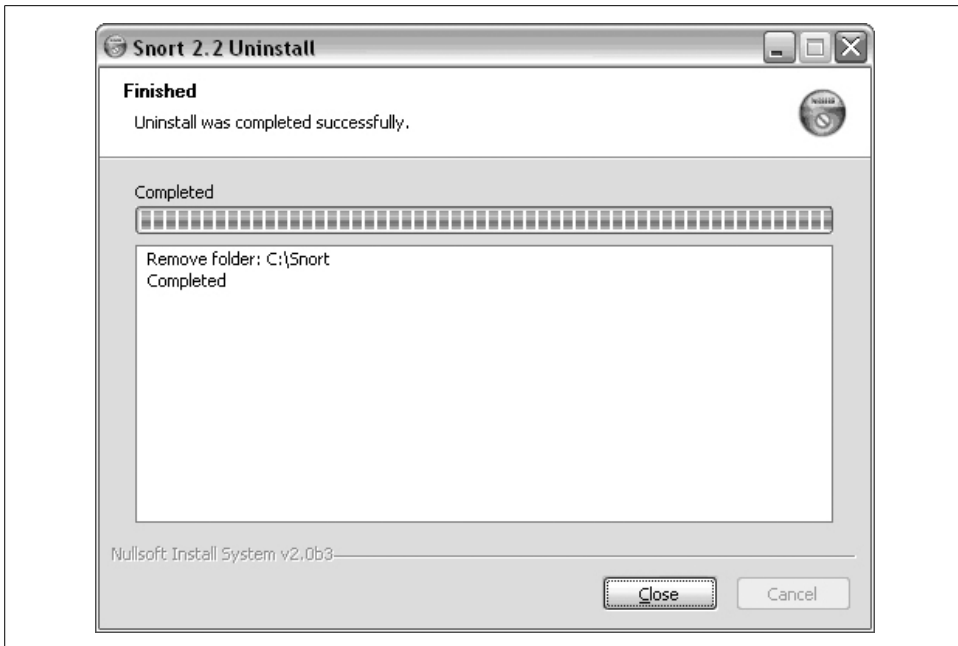 Snort 2.2 Uninstall
Finished
Uninstall was completed successfully.
Completed
Remove folder: C:\Snort
Completed
Nullsoft Install System v2.0b3
Close
Cancel